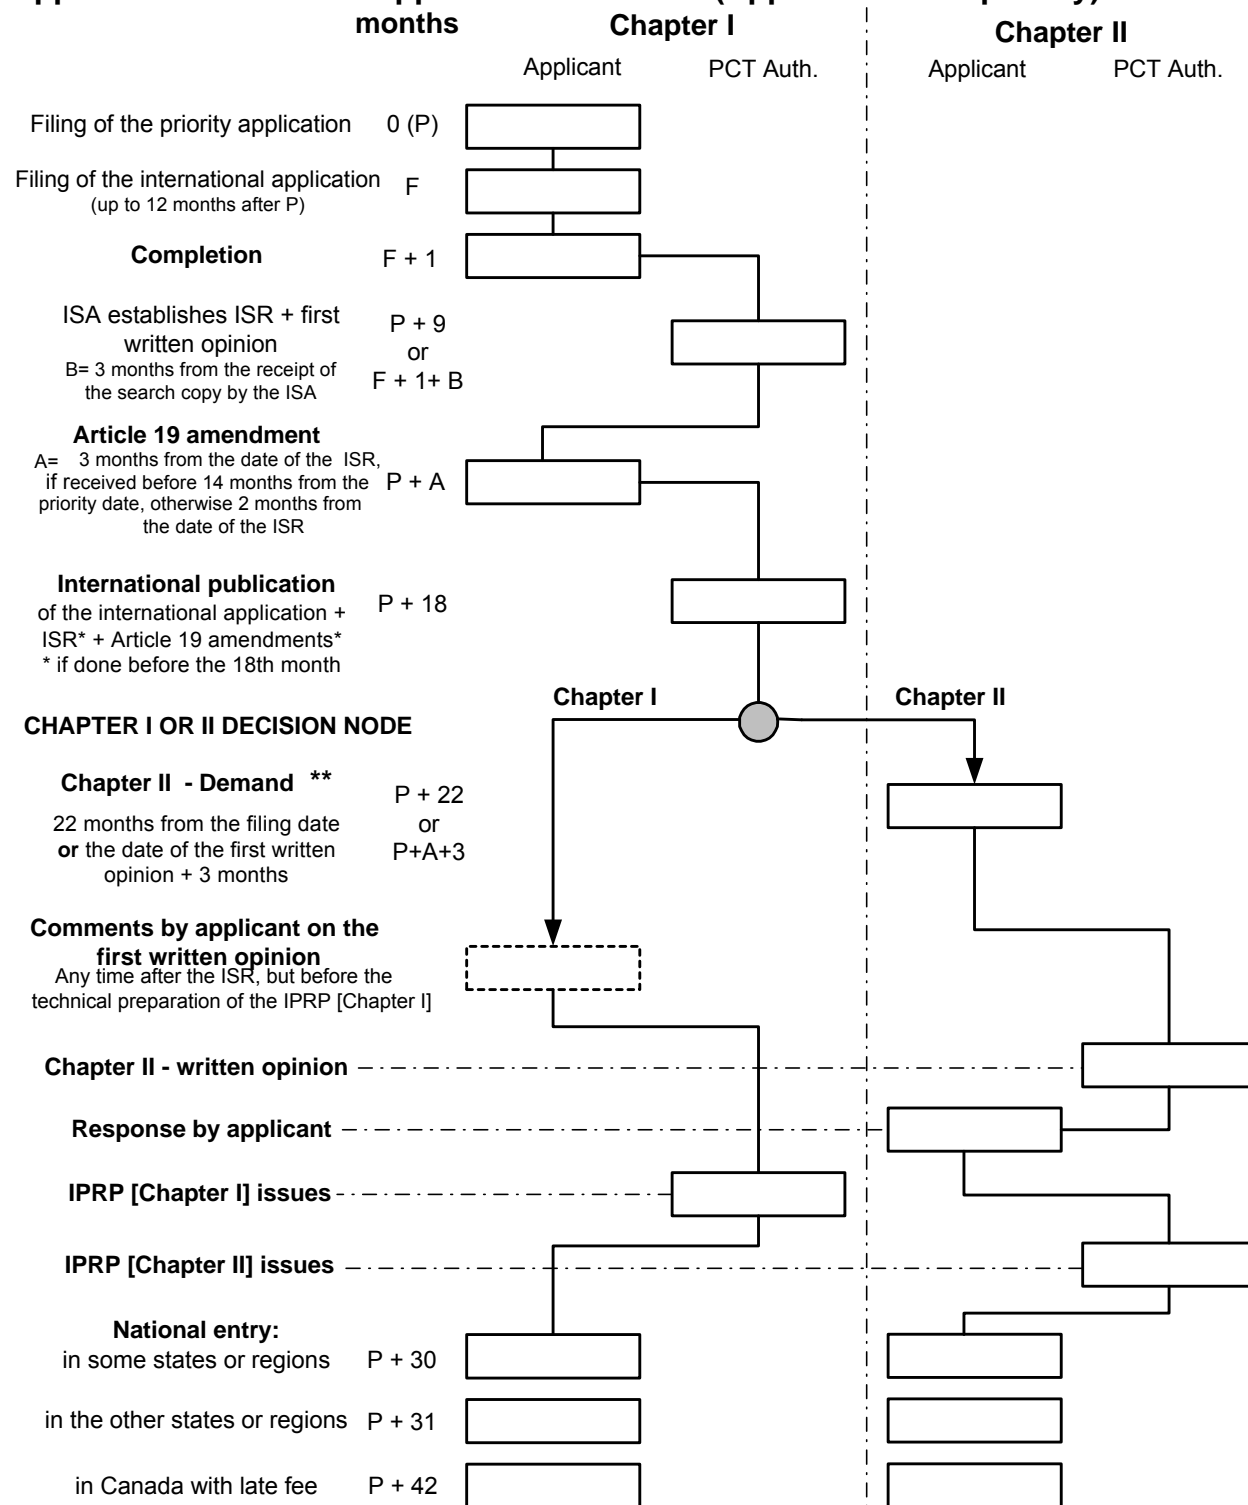 months
Chapter I
Chapter II
Applicant
PCT Auth.
Applicant
PCT Auth.
Filing of the priority application
0 (P)
Filing of the international application
(up to 12 months after P)
F
Completion
F + 1
ISA establishes ISR + first
written opinion
B= 3 months from the receipt of
the search copy by the ISA
P + 9
or
F + 1+ B
Article 19 amendment
A= 3 months from the date of the ISR,
if received before 14 months from the
priority date, otherwise 2 months from
the date of the ISR
P + A
International publication
of the international application +
ISR* + Article 19 amendments*
* if done before the 18th month
P + 18
Chapter I
Chapter II
CHAPTER I OR II DECISION NODE
Chapter II - Demand **
22 months from the filing date
or the date of the first written
opinion + 3 months
P + 22
or
P+A+3
Comments by applicant on the
first written opinion
Any time after the ISR, but before the
technical preparation of the IPRP [Chapter I]
Chapter II - written opinion
Response by applicant
IPRP [Chapter I] issues
IPRP [Chapter II] issues
National entry:
in some states or regions
P + 30
in the other states or regions
P + 31
in Canada with late fee
P + 42